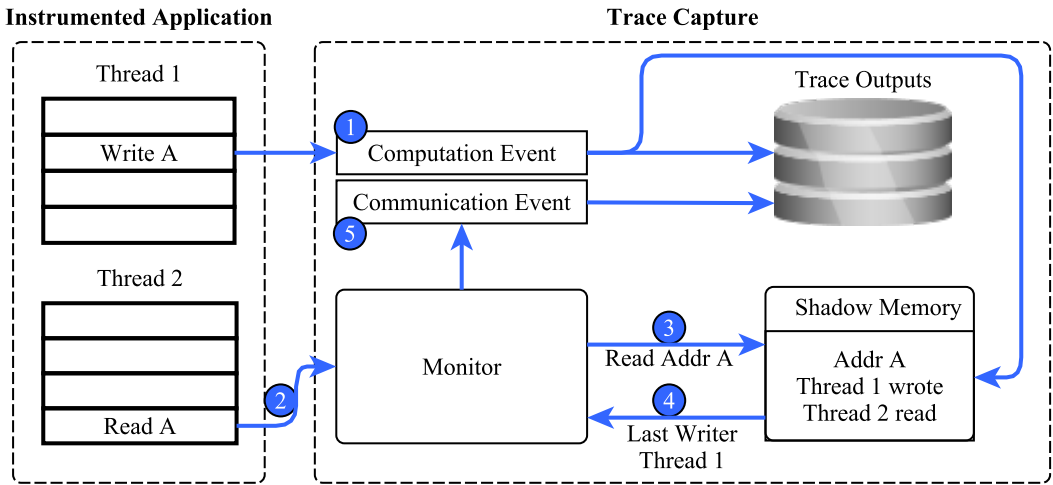 Instrumented Application
Trace Capture
Thread 1
Write A
Thread 2
Read A
1
Computation Event
Communication Event
5
Trace Outputs
2
Monitor
3
Read Addr A
4
Last Writer
Thread 1
Shadow Memory
Addr A
Thread 1 wrote
Thread 2 read